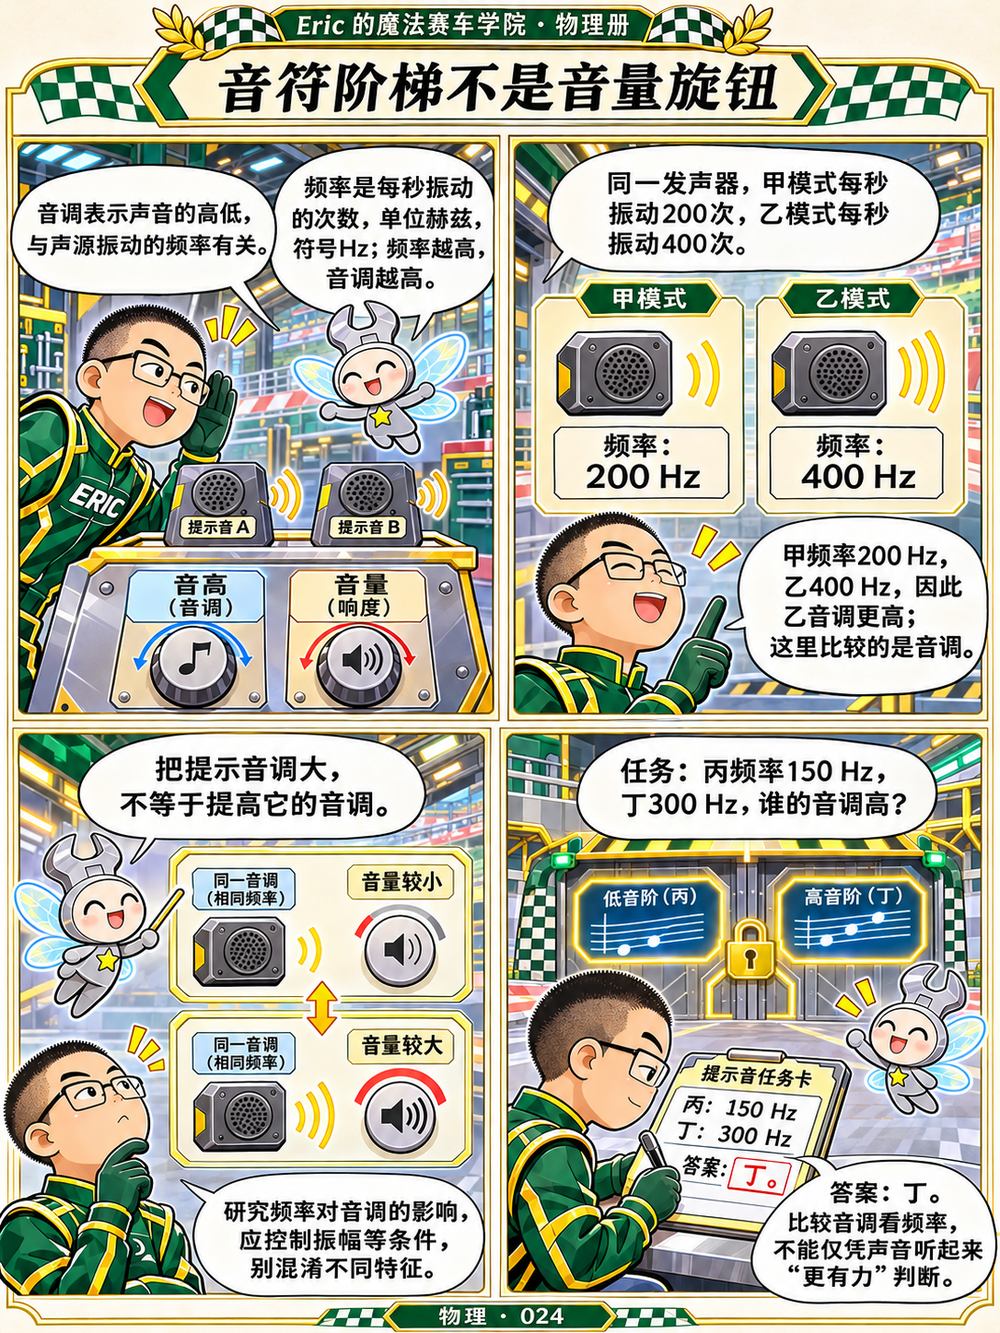 Eric 的魔法赛车学院·物理册
音符阶梯不是音量旋钮
音调表示声音的高低，
与声源振动的频率有关。
频率是每秒振动
的次数，单位赫兹，
符号Hz；频率越高，
音调越高。
ERIC
提示音A
提示音B
音高
（音调）
音量
（响度）
同一发声器，甲模式每秒
振动200次，乙模式每秒
振动400次。
甲模式
乙模式
频率：
200 Hz
频率：
400 Hz
甲频率200 Hz，
乙400 Hz，因此
乙音调更高；
这里比较的是音调。
把提示音调大，
不等于提高它的音调。
同一音调
（相同频率）
音量较小
同一音调
（相同频率）
音量较大
研究频率对音调的影响，
应控制振幅等条件，
别混淆不同特征。
任务：丙频率150 Hz，
丁300 Hz，谁的音调高？
低音阶（丙）
高音阶（丁）
提示音任务卡
丙：150 Hz
丁：300 Hz
答案：丁。
答案：丁。
比较音调看频率，
不能仅凭声音听起来
“更有力”判断。
物理·024